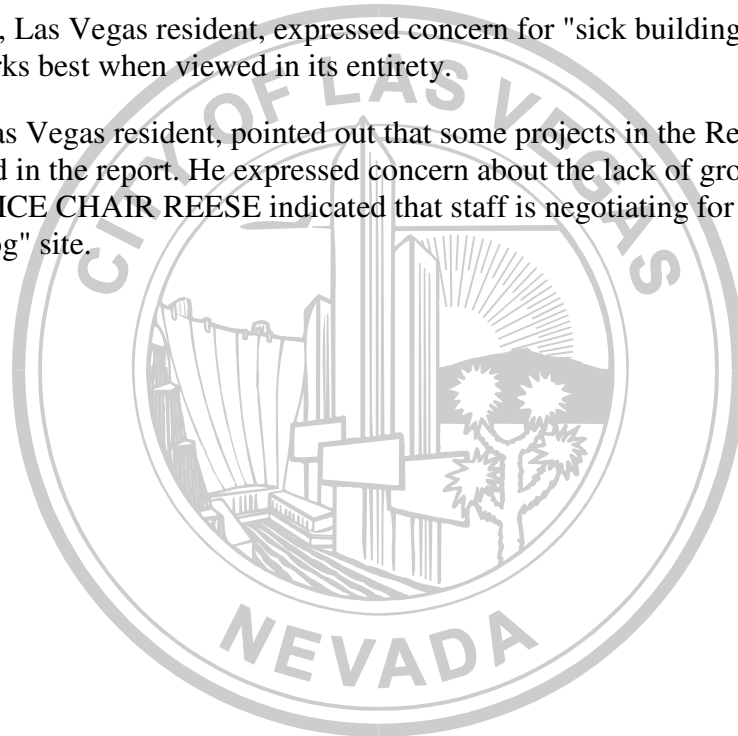 , Las Vegas resident, expressed concern for "sick building
rks best when viewed in its entirety.
as Vegas resident, pointed out that some projects in the Re
d in the report. He expressed concern about the lack of gro
ICE CHAIR REESE indicated that staff is negotiating for
og" site.
CITY OF LAS VEGAS
NEVADA